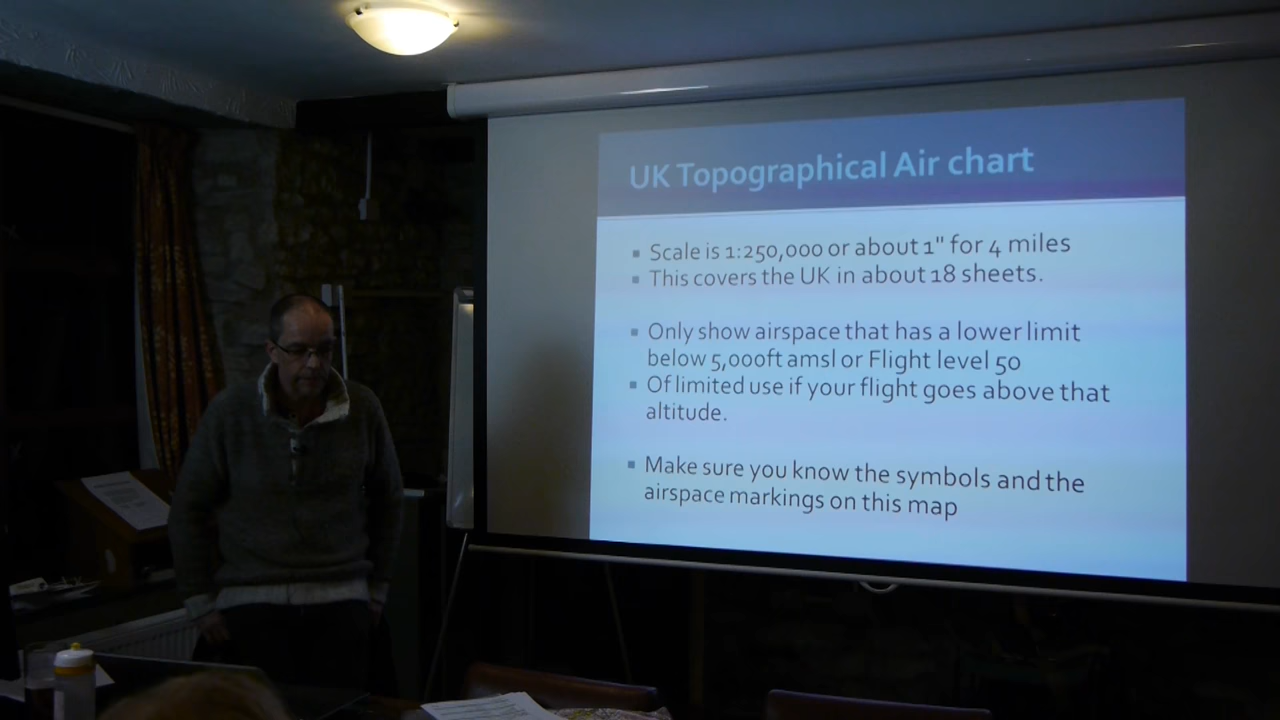 UK Topographical Air chart
▪ Scale is 1:250,000 or about 1" for 4 miles
▪ This covers the UK in about 18 sheets.
▪ Only show airspace that has a lower limit
below 5,000ft amsl or Flight level 50
▪ Of limited use if your flight goes above that
altitude.
▪ Make sure you know the symbols and the
airspace markings on this map